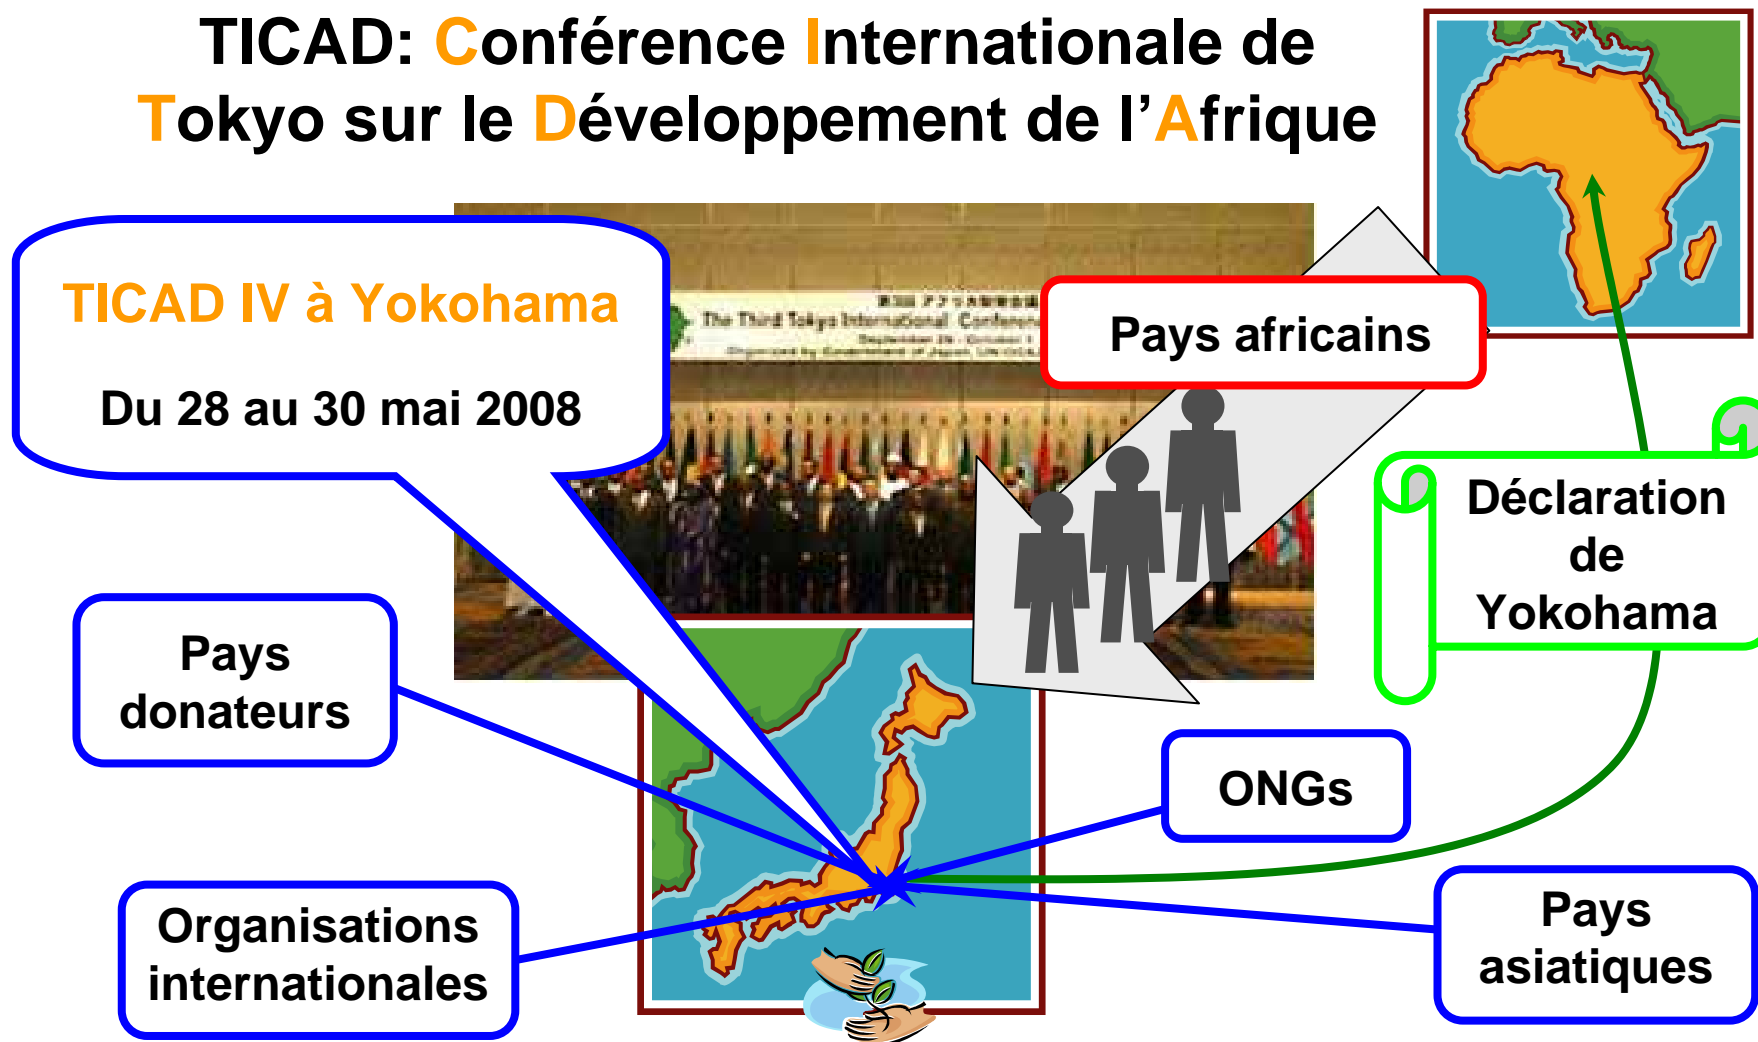 TICAD: Conférence Internationale de
Tokyo sur le Développement de l’Afrique
TICAD IV à Yokohama
Du 28 au 30 mai 2008
The Third Tokyo International Conference
Pays africains
Déclaration
de
Yokohama
Pays
donateurs
ONGs
Organisations
internationales
Pays
asiatiques